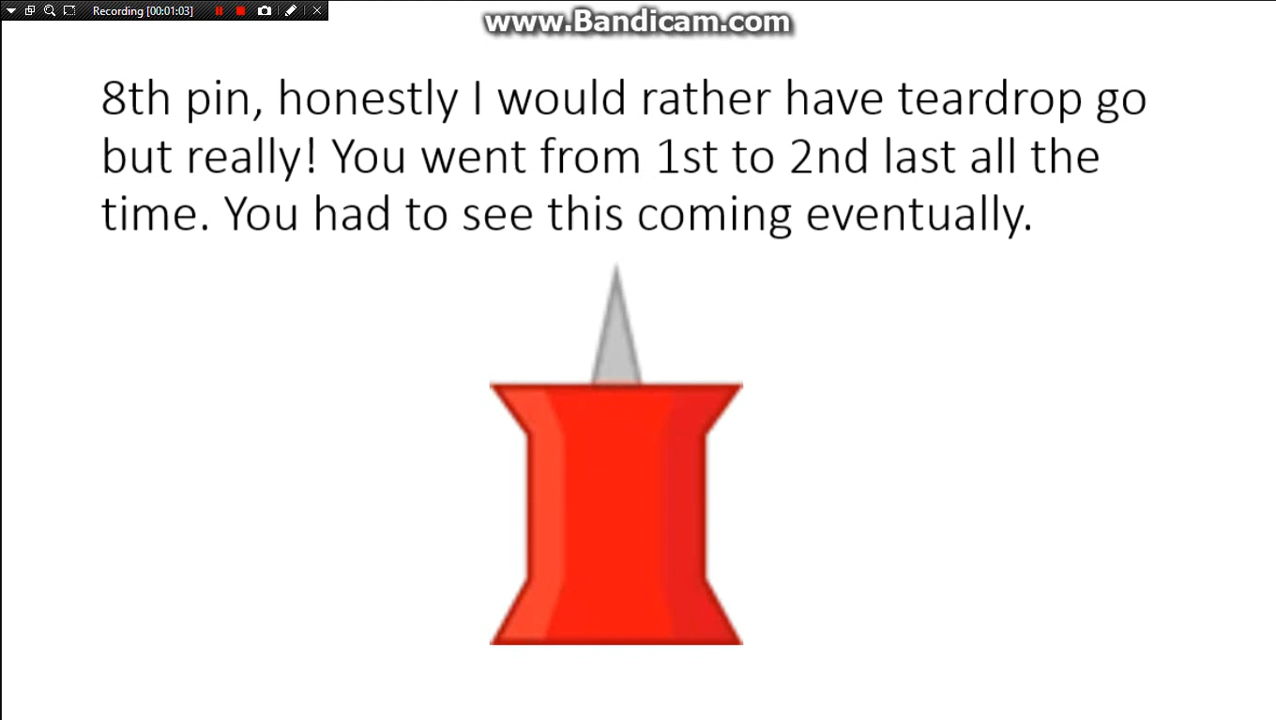 Recording [00:01:03]
www.Bandicam.com
8th pin, honestly I would rather have teardrop go
but really! You went from 1st to 2nd last all the
time. You had to see this coming eventually.